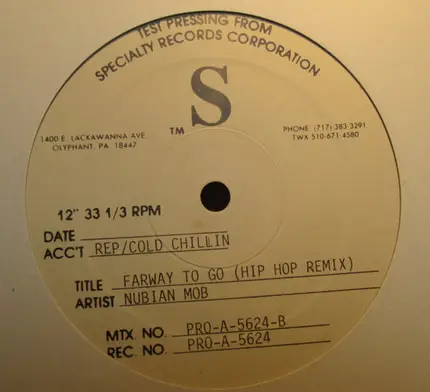 TEST PRESSING FROM
SPECIALTY RECORDS CORPORATION
S
TM
1400 E. LACKAWANNA AVE.
OLYPHANT, PA 18447
PHONE: (717) 383-3291
TWX 510-671-4580
12" 33 1/3 RPM
DATE
ACC'T REP/COLD CHILLIN
TITLE FARWAY TO GO (HIP HOP REMIX)
ARTIST NUBIAN MOB
MTX. NO. PRO-A-5624-B
REC. NO. PRO-A-5624